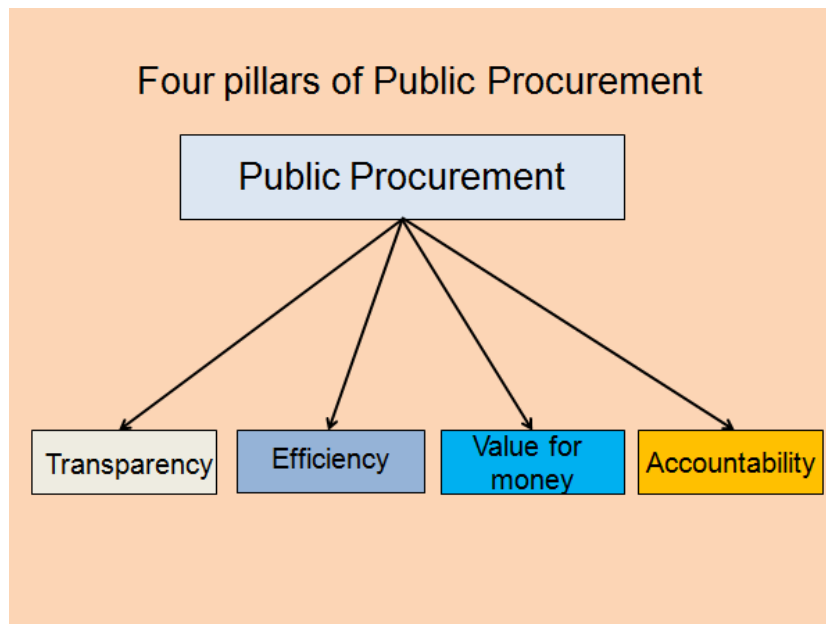 Four pillars of Public Procurement
Public Procurement
Transparency
Efficiency
Value for
money
Accountability